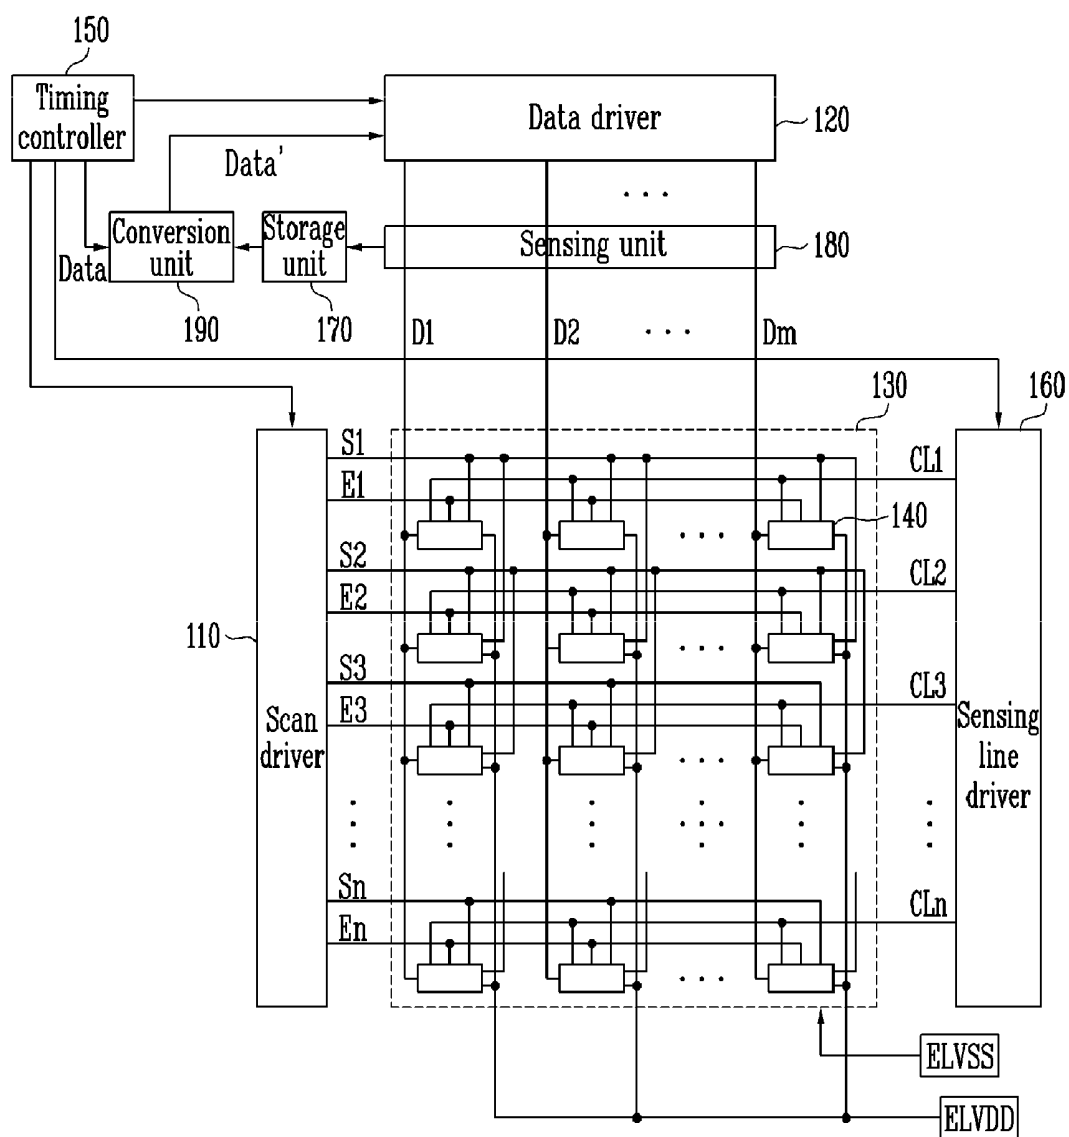 150
Timing
controller
Data driver
120
Data'
Conversion
unit
Storage
unit
Sensing unit
180
Data
190
170
D1
D2
Dm
130
160
S1
CL1
E1
140
S2
CL2
E2
110
S3
CL3
E3
Scan
driver
Sensing
line
driver
Sn
CLn
En
ELVSS
ELVDD